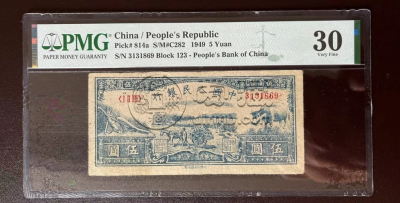 PMG
PAPER MONEY GUARANTY
China / People's Republic
Pick# 814a S/M#C282 1949 5 Yuan
S/N 3131869 Block 123 - People's Bank of China
30
Very Fine
中國人民銀行
3131869
伍 圓
圓 伍